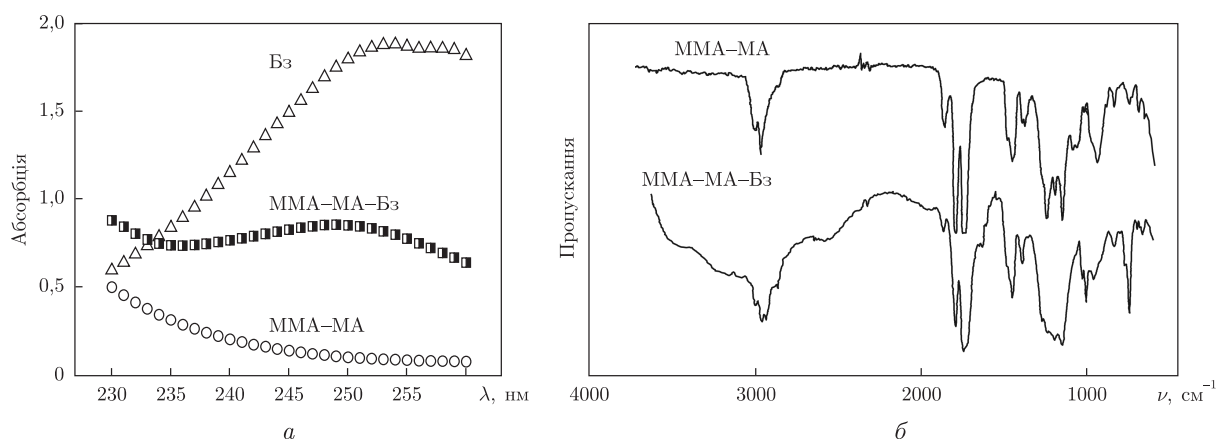 Абсорбція
2,0
1,5
1,0
0,5
0
Бз
ММА–МА–Бз
ММА–МА
230 235 240 245 250 255 λ, нм
а
Пропускання
ММА–МА
ММА–МА–Бз
4000 3000 2000 1000 ν, см⁻¹
б